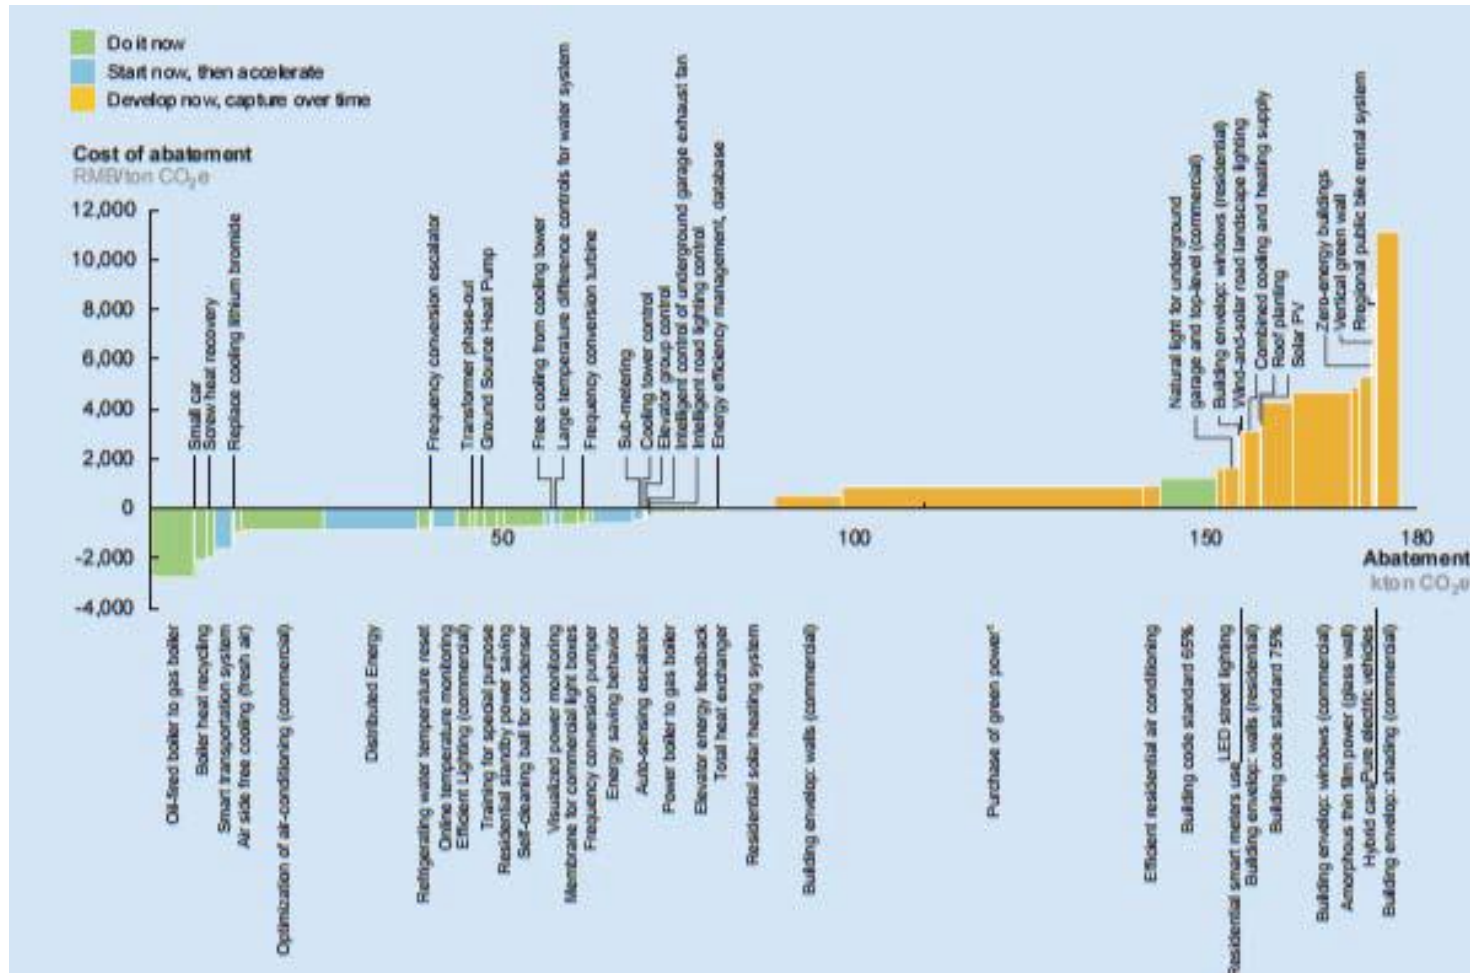 Do it now
Start now, then accelerate
Develop now, capture over time
Cost of abatement
RMB/ton CO₂e
12,000
10,000
8,000
6,000
4,000
2,000
0
-2,000
-4,000
Small car
Screw heat recovery
Replace cooling lithium bromide
Frequency conversion escalator
Transformer phase-out
Ground Source Heat Pump
Free cooling from cooling tower
Large temperature difference controls for water system
Frequency conversion turbine
Sub-metering
Cooling tower control
Elevator group control
Intelligent control of underground garage exhaust fan
Intelligent road lighting control
Energy efficiency management, database
Natural light for underground
garage and top-level (commercial)
Building envelop: windows (residential)
Wind-and-solar road landscape lighting
Combined cooling and heating supply
Roof planting
Solar PV
Zero-energy buildings
Vertical green wall
Rregional public bike rental system
50
100
150
180
Abatement
kton CO₂e
Oil-fired boiler to gas boiler
Boiler heat recycling
Smart transportation system
Air side free cooling (fresh air)
Optimization of air-conditioning (commercial)
Distributed Energy
Refrigerating water temperature reset
Online temperature monitoring
Efficient Lighting (commercial)
Training for special purpose
Residential standby power saving
Self-cleaning ball for condenser
Visualized power monitoring
Membrane for commercial light boxes
Frequency conversion pumper
Energy saving behavior
Auto-sensing escalator
Power boiler to gas boiler
Elevator energy feedback
Total heat exchanger
Residential solar heating system
Building envelop: walls (commercial)
Purchase of green power¹
Efficient residential air conditioning
Building code standard 65%
LED street lighting
Residential smart meters use
Building envelop: walls (residential)
Building code standard 75%
Building envelop: windows (commercial)
Amorphous thin film power (glass wall)
Hybrid cars
Pure electric vehicles
Building envelop: shading (commercial)